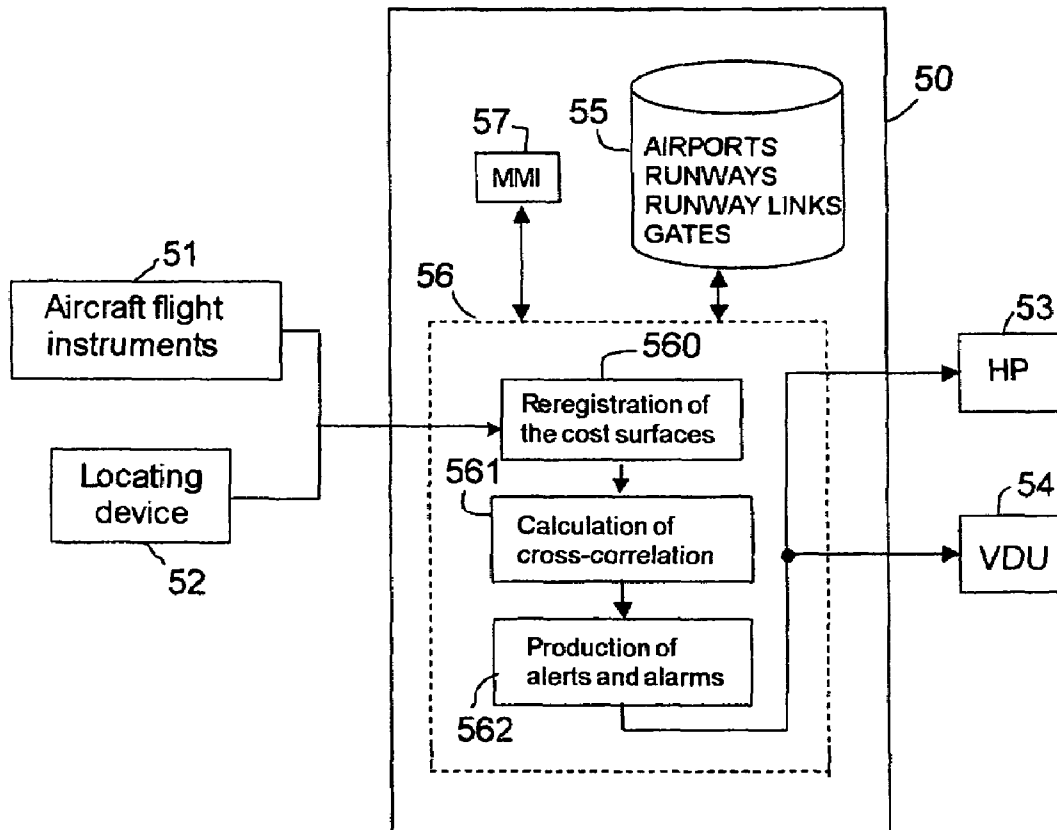 50
55
57
AIRPORTS
RUNWAYS
RUNWAY LINKS
GATES
MMI
51
Aircraft flight
instruments
56
53
HP
560
Reregistration of
the cost surfaces
Locating
device
52
561
Calculation of
cross-correlation
54
VDU
Production of
alerts and alarms
562